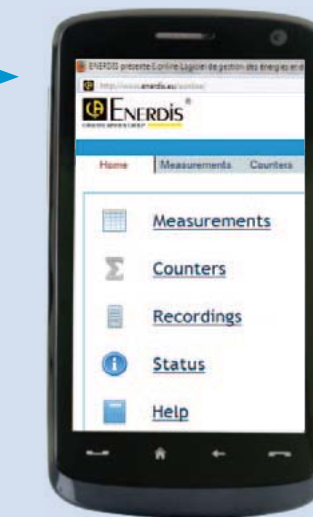 ENERDIS présente E.online Logiciel de gestion des énergies et d
http://www.enerdis.eu/eonline/
ENERDIS®
Home Measurements Counters
Measurements
Counters
Recordings
Status
Help